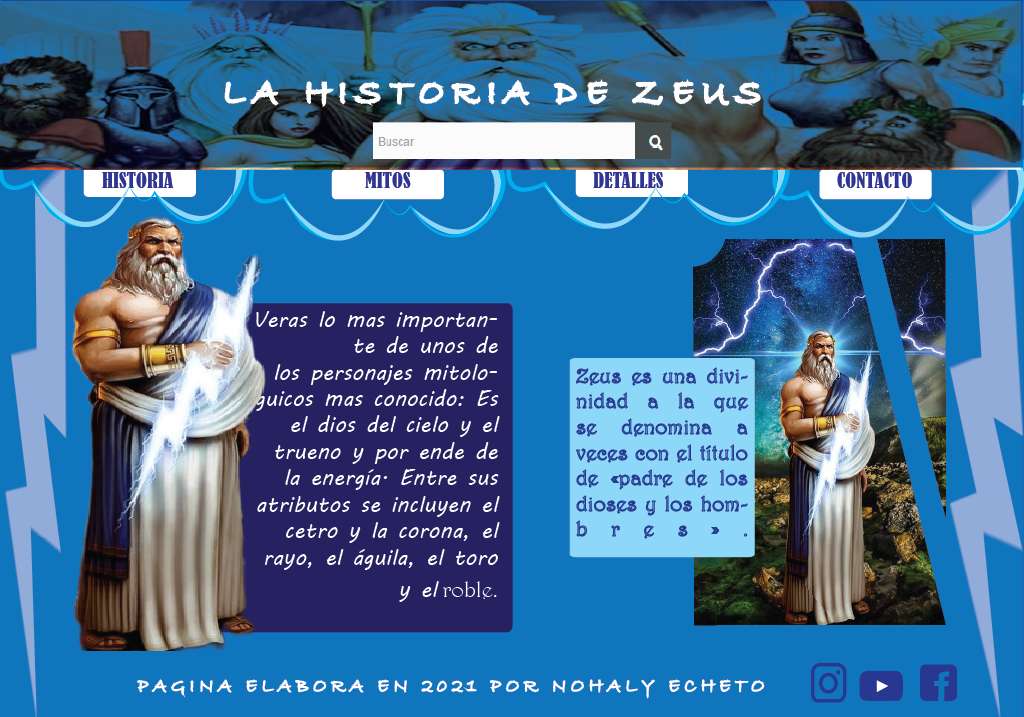 LA HISTORIA DE ZEUS
Buscar
HISTORIA
MITOS
DETALLES
CONTACTO
Veras lo mas importan-
te de unos de
los personajes mitolo-
guicos mas conocido: Es
el dios del cielo y el
trueno y por ende de
la energía. Entre sus
atributos se incluyen el
cetro y la corona, el
rayo, el águila, el toro
y el roble.
Zeus es una divi-
nidad a la que
se denomina a
veces con el título
de «padre de los
dioses y los hom-
bres».
PAGINA ELABORA EN 2021 POR NOHALY ECHETO